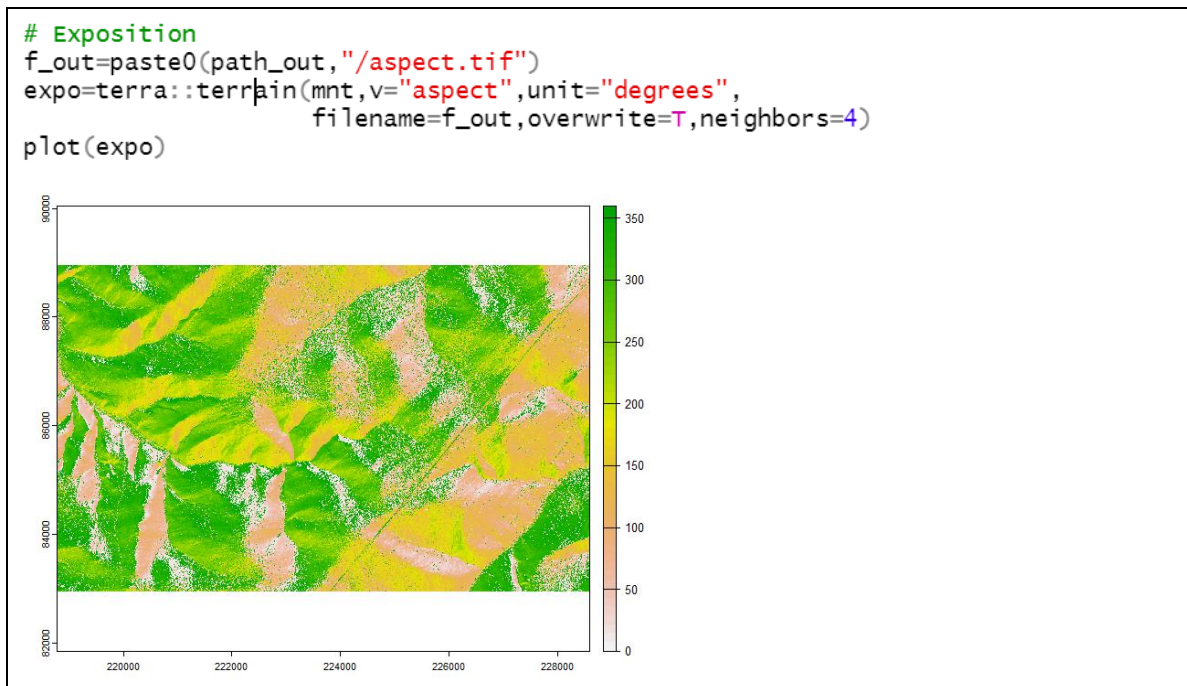 # Exposition
f_out=paste0(path_out,"/aspect.tif")
expo=terra::terrain(mnt,v="aspect",unit="degrees",
filename=f_out,overwrite=T,neighbors=4)
plot(expo)
90000
88000
86000
84000
82000
220000 222000 224000 226000 228000
350
300
250
200
150
100
50
0